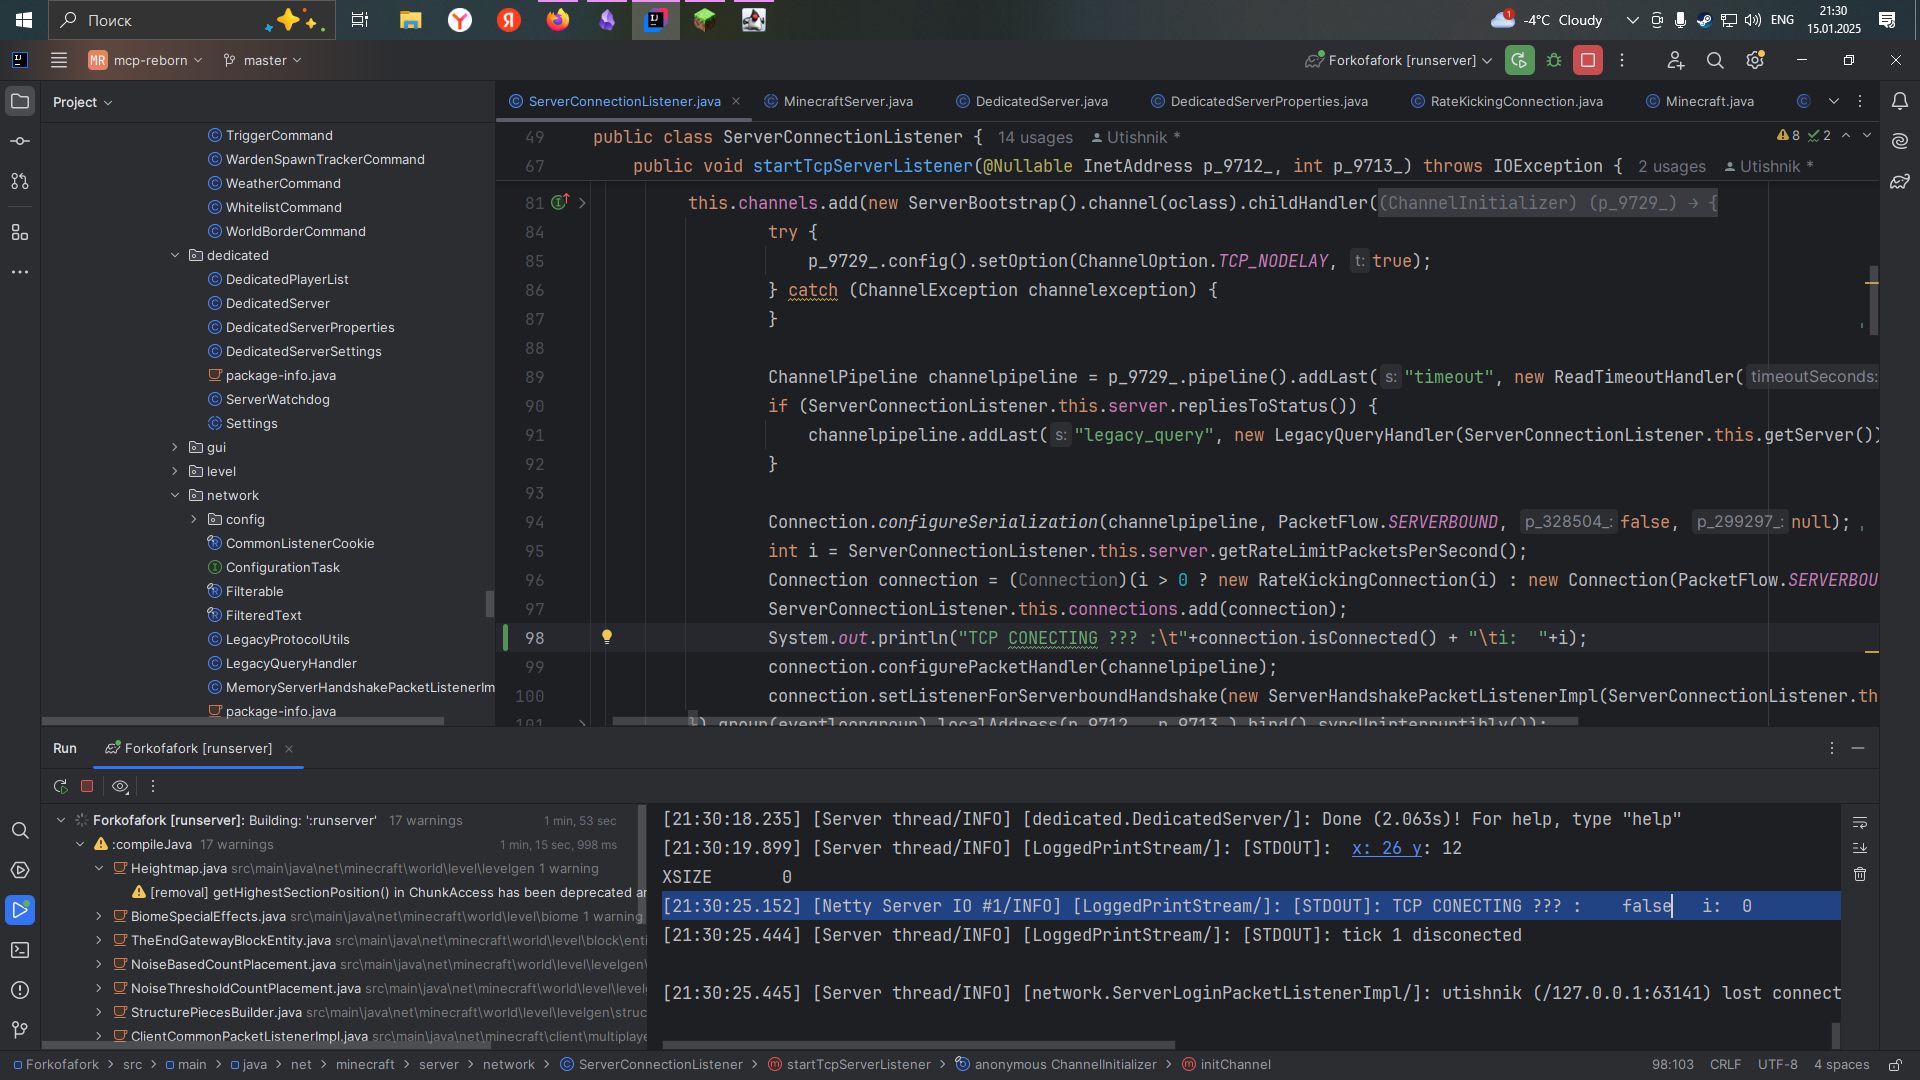 Поиск
1
-4°C Cloudy
ENG
21:30
15.01.2025
MR mcp-reborn
master
Forkofafork [runserver]
Project
TriggerCommand
WardenSpawnTrackerCommand
WeatherCommand
WhitelistCommand
WorldBorderCommand
dedicated
DedicatedPlayerList
DedicatedServer
DedicatedServerProperties
DedicatedServerSettings
package-info.java
ServerWatchdog
Settings
gui
level
network
config
CommonListenerCookie
ConfigurationTask
Filterable
FilteredText
LegacyProtocolUtils
LegacyQueryHandler
MemoryServerHandshakePacketListenerIm
package-info.java
ServerConnectionListener.java
MinecraftServer.java
DedicatedServer.java
DedicatedServerProperties.java
RateKickingConnection.java
Minecraft.java
8 2
49 public class ServerConnectionListener { 14 usages Utishnik *
67 public void startTcpServerListener(@Nullable InetAddress p_9712_, int p_9713_) throws IOException { 2 usages Utishnik *
81 this.channels.add(new ServerBootstrap().channel(oclass).childHandler((ChannelInitializer) (p_9729_) → {
84 try {
85 p_9729_.config().setOption(ChannelOption.TCP_NODELAY, t: true);
86 } catch (ChannelException channelexception) {
87 }
88
89 ChannelPipeline channelpipeline = p_9729_.pipeline().addLast( s: "timeout", new ReadTimeoutHandler( timeoutSeconds:
90 if (ServerConnectionListener.this.server.repliesToStatus()) {
91 channelpipeline.addLast( s: "legacy_query", new LegacyQueryHandler(ServerConnectionListener.this.getServer())
92 }
93
94 Connection.configureSerialization(channelpipeline, PacketFlow.SERVERBOUND, p_328504_: false, p_299297_: null);
95 int i = ServerConnectionListener.this.server.getRateLimitPacketsPerSecond();
96 Connection connection = (Connection)(i > 0 ? new RateKickingConnection(i) : new Connection(PacketFlow.SERVERBOU
97 ServerConnectionListener.this.connections.add(connection);
98 System.out.println("TCP CONECTING ??? :\t"+connection.isConnected() + "\ti:  "+i);
99 connection.configurePacketHandler(channelpipeline);
100 connection.setListenerForServerboundHandshake(new ServerHandshakePacketListenerImpl(ServerConnectionListener.th
101 }).group(eventloopgroup).localAddress(p_9712_, p_9713_).bind().syncUninterruptibly());
Run
Forkofafork [runserver]
Forkofafork [runserver]: Building: ':runserver' 17 warnings 1 min, 53 sec
:compileJava 17 warnings 1 min, 15 sec, 998 ms
Heightmap.java src\main\java\net\minecraft\world\level\levelgen 1 warning
[removal] getHighestSectionPosition() in ChunkAccess has been deprecated an
BiomeSpecialEffects.java src\main\java\net\minecraft\world\level\biome 1 warning
TheEndGatewayBlockEntity.java src\main\java\net\minecraft\world\level\block\enti
NoiseBasedCountPlacement.java src\main\java\net\minecraft\world\level\levelgen\
NoiseThresholdCountPlacement.java src\main\java\net\minecraft\world\level\level
StructurePiecesBuilder.java src\main\java\net\minecraft\world\level\levelgen\struc
ClientCommonPacketListenerImpl.java src\main\java\net\minecraft\client\multiplaye
[21:30:18.235] [Server thread/INFO] [dedicated.DedicatedServer/]: Done (2.063s)! For help, type "help"
[21:30:19.899] [Server thread/INFO] [LoggedPrintStream/]: [STDOUT]:  x: 26 y: 12
XSIZE 0
[21:30:25.152] [Netty Server IO #1/INFO] [LoggedPrintStream/]: [STDOUT]: TCP CONECTING ??? : false i:  0
[21:30:25.444] [Server thread/INFO] [LoggedPrintStream/]: [STDOUT]: tick 1 disconected
[21:30:25.445] [Server thread/INFO] [network.ServerLoginPacketListenerImpl/]: utishnik (/127.0.0.1:63141) lost connect
Forkofafork > src > main > java > net > minecraft > server > network > ServerConnectionListener > startTcpServerListener > anonymous ChannelInitializer > initChannel
98:103 CRLF UTF-8 4 spaces